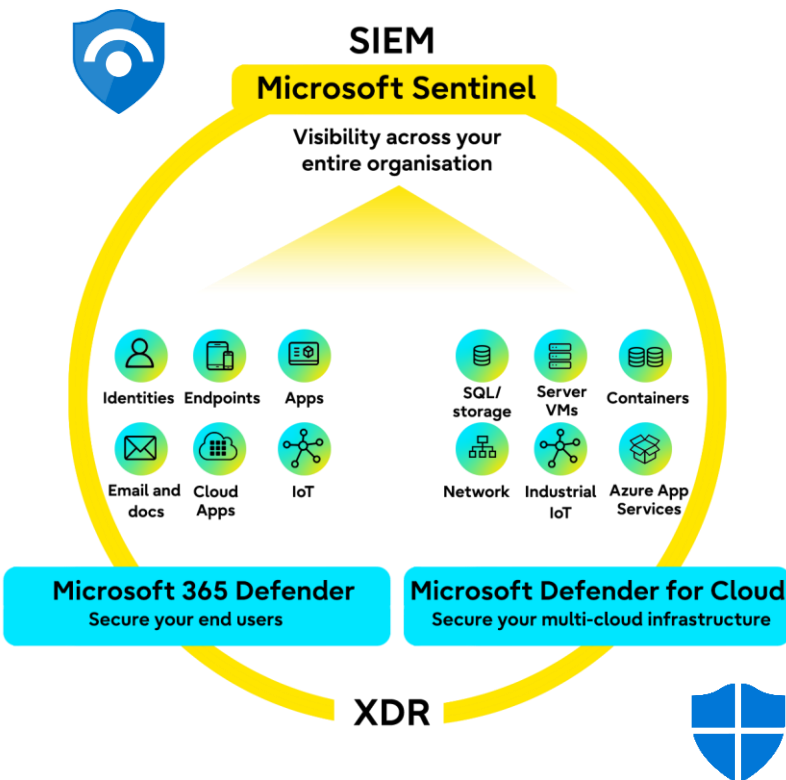 SIEM
Microsoft Sentinel
Visibility across your
entire organisation
Identities
Endpoints
Apps
Email and
docs
Cloud
Apps
IoT
SQL/
storage
Server
VMs
Containers
Network
Industrial
IoT
Azure App
Services
Microsoft 365 Defender
Secure your end users
Microsoft Defender for Cloud
Secure your multi-cloud infrastructure
XDR